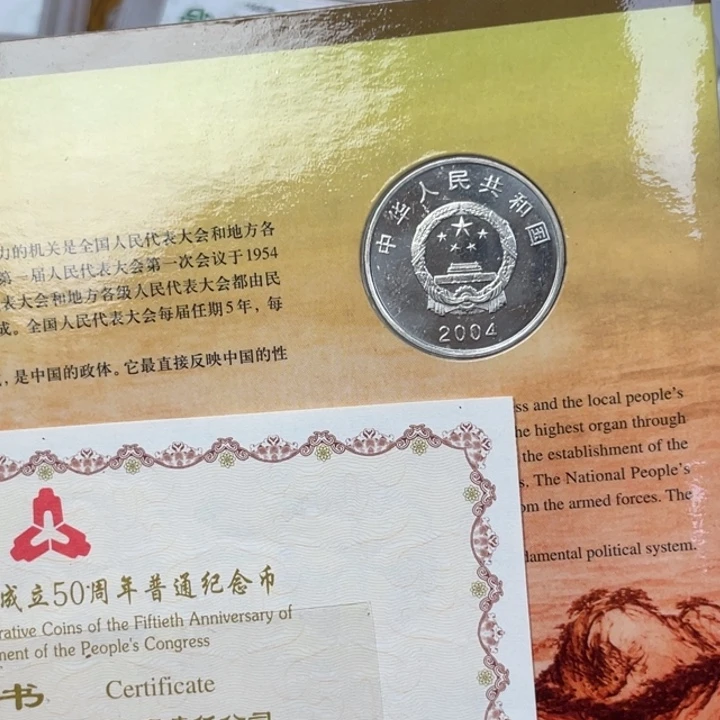 中华人民共和国
2004
力的机关是全国人民代表大会和地方各
第一届人民代表大会第一次会议于1954
表大会和地方各级人民代表大会都由民
成。全国人民代表大会每届任期5年，每
，是中国的政体。它最直接反映中国的性
ss and the local people's
he highest organ through
the establishment of the
s. The National People's
om the armed forces. The
damental political system.
成立50周年普通纪念币
rative Coins of the Fiftieth Anniversary of
ment of the People's Congress
书 Certificate